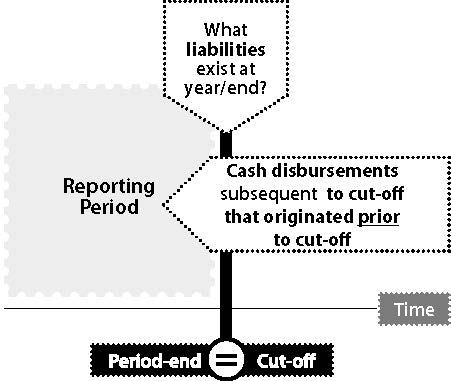 What
liabilities
exist at
year/end?
Reporting
Period
Cash disbursements
subsequent to cut-off
that originated prior
to cut-off
Time
Period-end = Cut-off